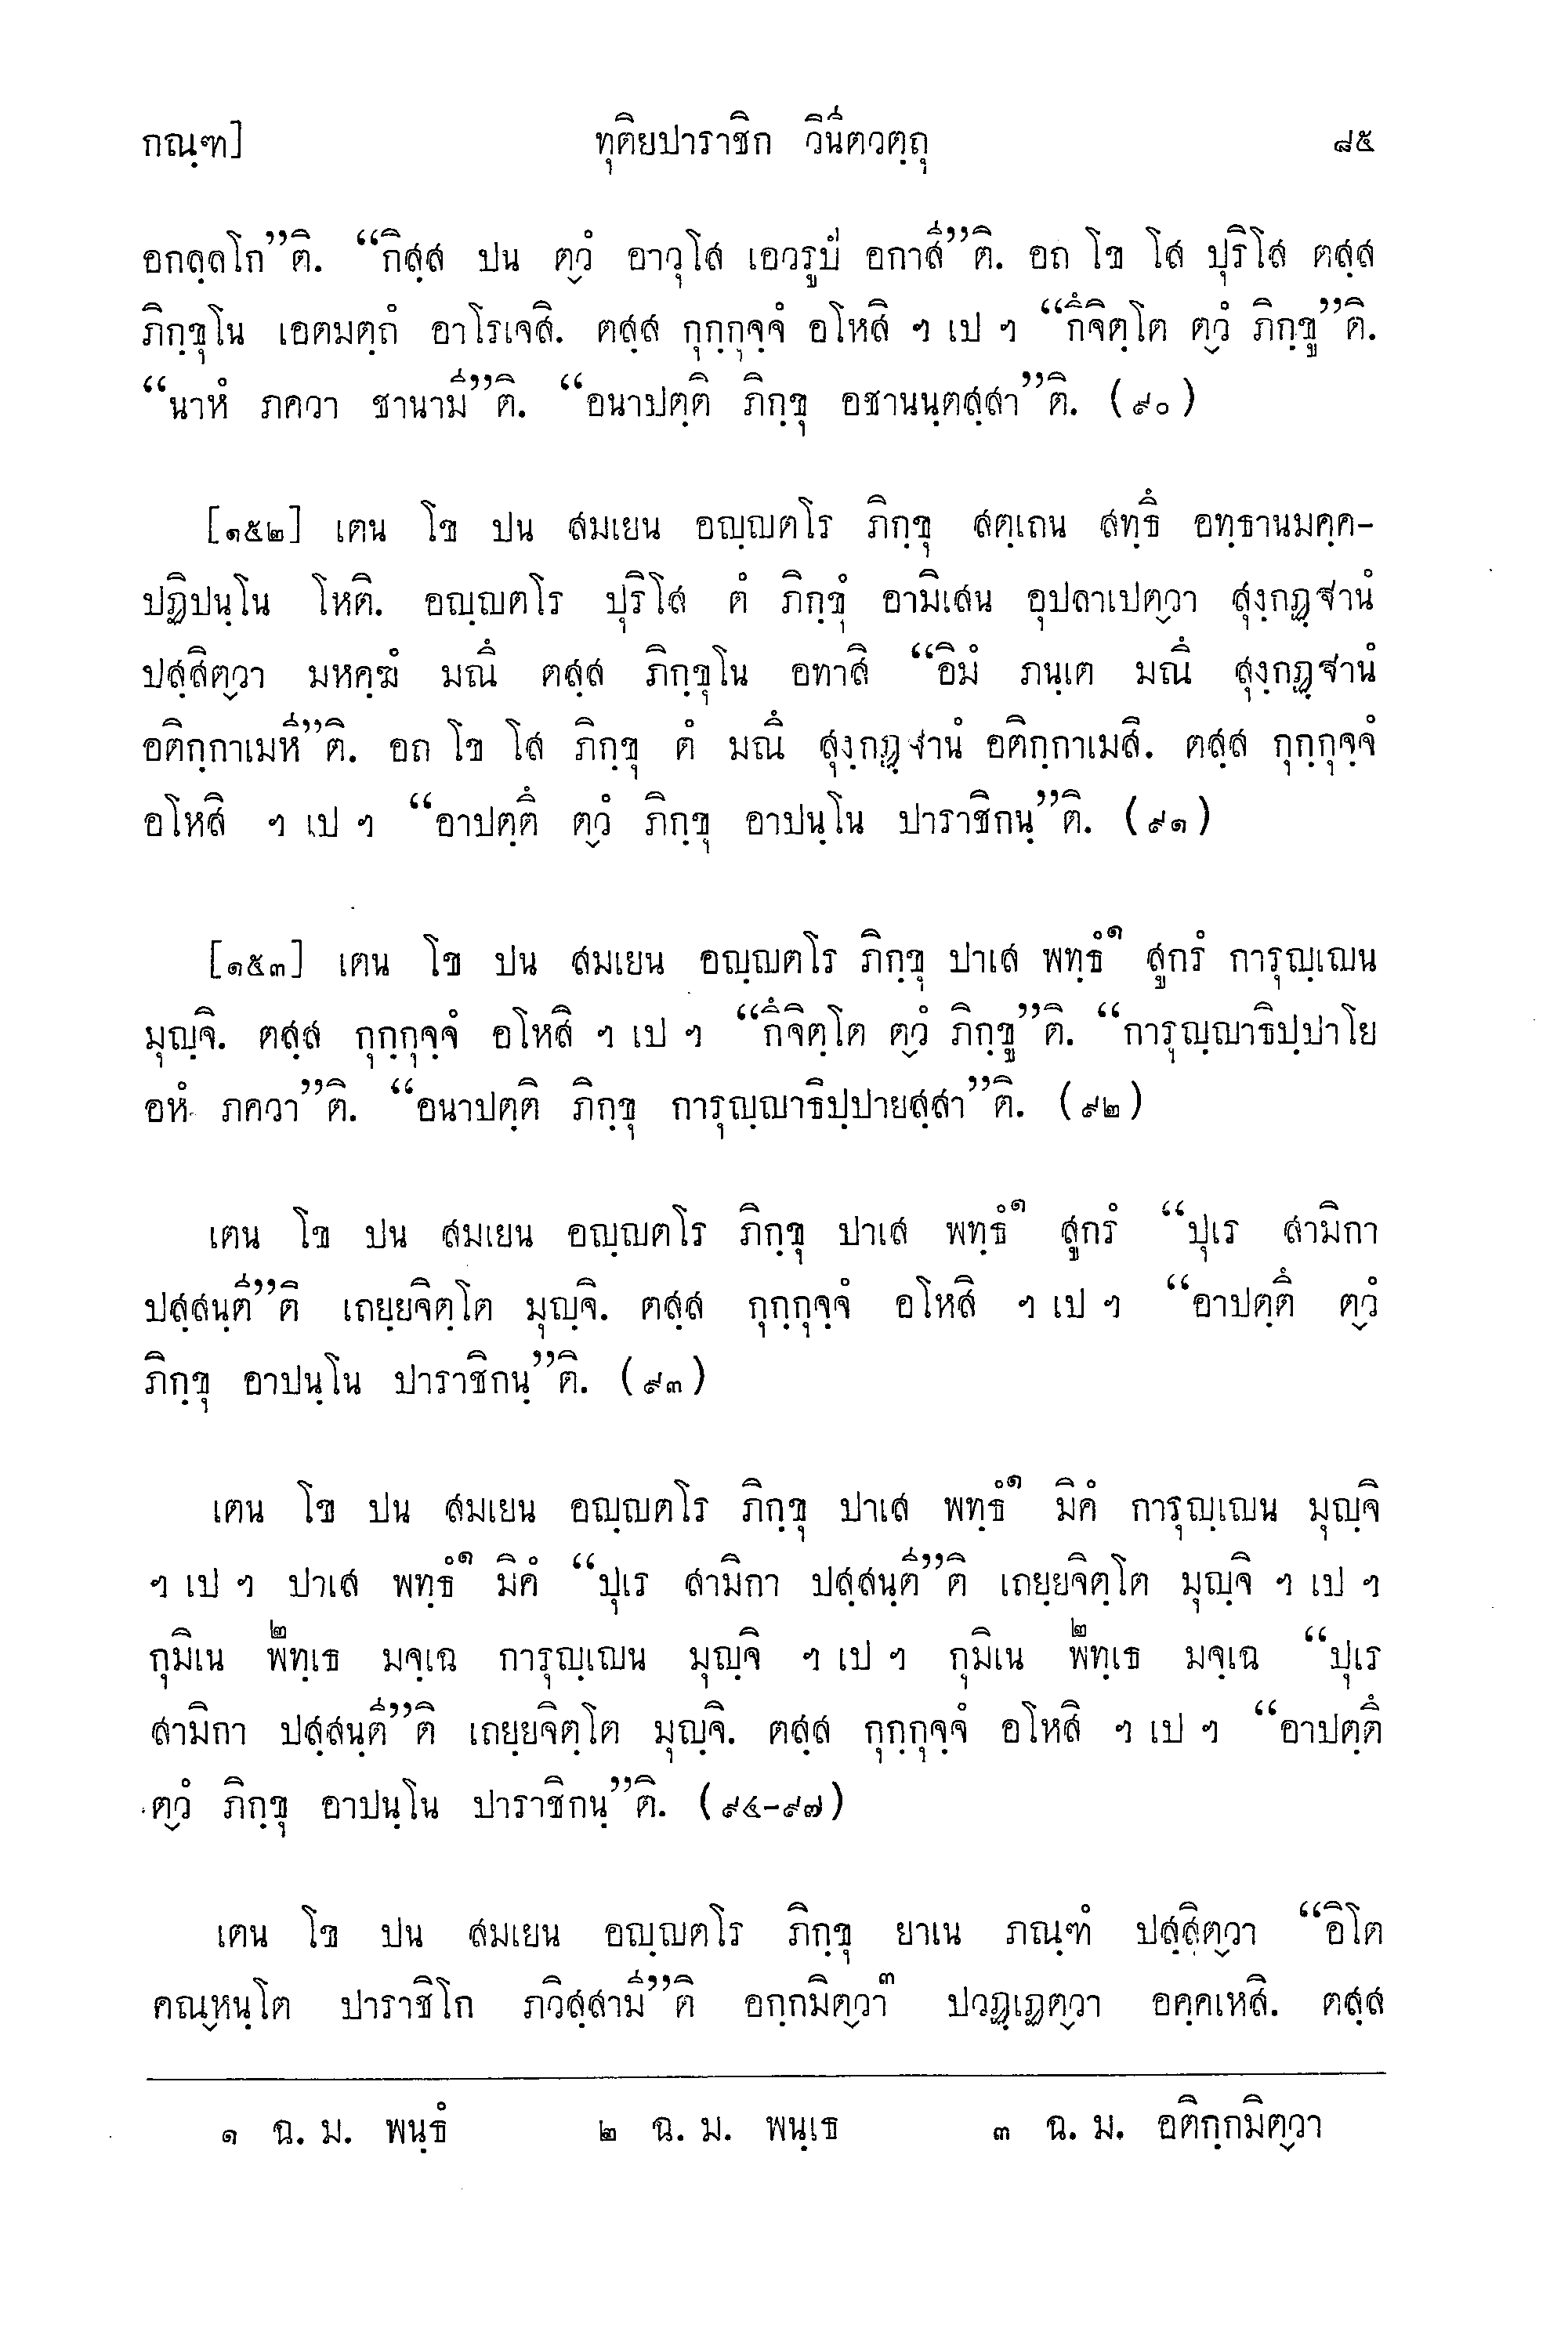 กณฺฑ] ทุติยปาราชิก วินีตวตฺถุ ๘๕
อกลฺลโก”ติ. “กิสฺส ปน ตฺวํ อาวุโส เอวรูปํ อกาสี”ติ. อถ โข โส ปุริโส ตสฺส
ภิกฺขุโน เอตมตฺถํ อาโรเจสิ. ตสฺส กุกฺกุจฺจํ อโหสิ ฯ เป ฯ “กึจิตฺโต ตฺวํ ภิกฺขู”ติ.
“นาหํ ภควา ชานามี”ติ. “อนาปตฺติ ภิกฺขุ อชานนฺตสฺสา”ติ. (๙๐)
[๑๕๒] เตน โข ปน สมเยน อญฺญตโร ภิกฺขุ สตฺเถน สทฺธึ อทฺธานมคฺค-
ปฏิปนฺโน โหติ. อญฺญตโร ปุริโส ตํ ภิกฺขุํ อามิเสน อุปลาเปตฺวา สุงฺกฏฺฐานํ
ปสฺสิตฺวา มหคฺฆํ มณึ ตสฺส ภิกฺขุโน อทาสิ “อิมํ ภนฺเต มณึ สุงฺกฏฺฐานํ
อติกฺกาเมหี”ติ. อถ โข โส ภิกฺขุ ตํ มณึ สุงฺกฏฺฐานํ อติกฺกาเมสิ. ตสฺส กุกฺกุจฺจํ
อโหสิ ฯ เป ฯ “อาปตฺตึ ตฺวํ ภิกฺขุ อาปนฺโน ปาราชิกนฺ”ติ. (๙๑)
[๑๕๓] เตน โข ปน สมเยน อญฺญตโร ภิกฺขุ ปาเส พทฺธํ๑ สูกรํ การุญฺเญน
มุญฺจิ. ตสฺส กุกฺกุจฺจํ อโหสิ ฯ เป ฯ “กึจิตฺโต ตฺวํ ภิกฺขู”ติ. “การุญฺญาธิปฺปาโย
อหํ ภควา”ติ. “อนาปตฺติ ภิกฺขุ การุญฺญาธิปฺปายสฺสา”ติ. (๙๒)
เตน โข ปน สมเยน อญฺญตโร ภิกฺขุ ปาเส พทฺธํ๑ สูกรํ “ปุเร สามิกา
ปสฺสนฺตี”ติ เถยฺยจิตฺโต มุญฺจิ. ตสฺส กุกฺกุจฺจํ อโหสิ ฯ เป ฯ “อาปตฺตึ ตฺวํ
ภิกฺขุ อาปนฺโน ปาราชิกนฺ”ติ. (๙๓)
เตน โข ปน สมเยน อญฺญตโร ภิกฺขุ ปาเส พทฺธํ๑ มิคํ การุญฺเญน มุญฺจิ
ฯ เป ฯ ปาเส พทฺธํ๑ มิคํ “ปุเร สามิกา ปสฺสนฺตี”ติ เถยฺยจิตฺโต มุญฺจิ ฯ เป ฯ
กุมิเน พ๒ทฺเธ มจฺเฉ การุญฺเญน มุญฺจิ ฯ เป ฯ กุมิเน พ๒ทฺเธ มจฺเฉ “ปุเร
สามิกา ปสฺสนฺตี”ติ เถยฺยจิตฺโต มุญฺจิ. ตสฺส กุกฺกุจฺจํ อโหสิ ฯ เป ฯ “อาปตฺตึ
ตฺวํ ภิกฺขุ อาปนฺโน ปาราชิกนฺ”ติ. (๙๔-๙๗)
เตน โข ปน สมเยน อญฺญตโร ภิกฺขุ ยาเน ภณฺฑํ ปสฺสิตฺวา “อิโต
คณฺหนฺโต ปาราชิโก ภวิสฺสามี”ติ อกฺกมิตฺวา๓ ปวฏฺเฏตฺวา อคฺคเหสิ. ตสฺส
๑ ฉ. ม. พนฺธํ ๒ ฉ. ม. พนฺเธ ๓ ฉ. ม. อติกฺกมิตฺวา